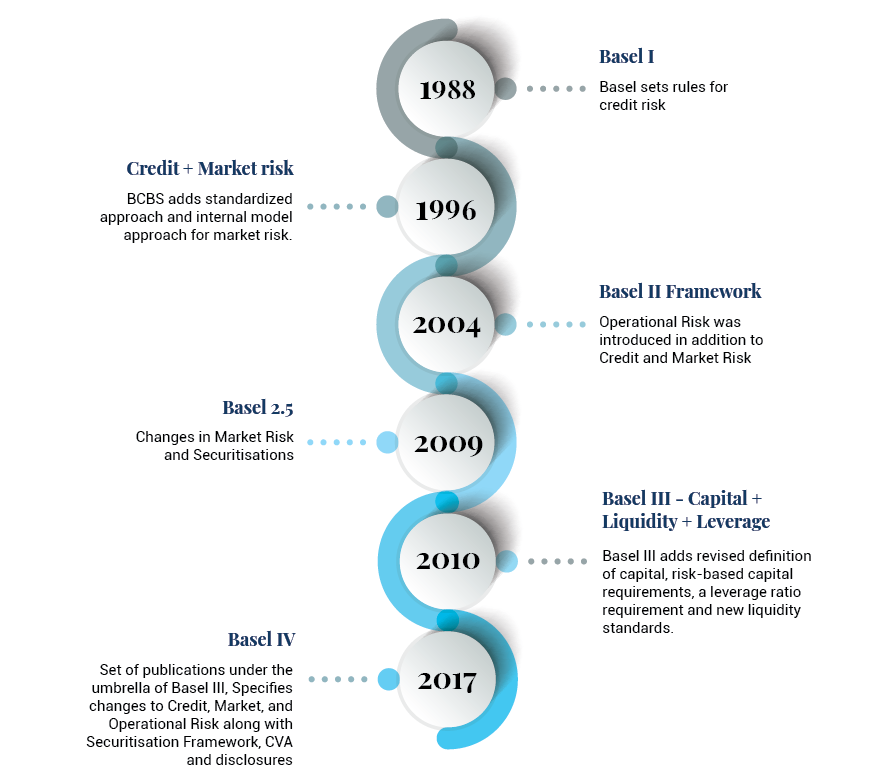 1988
Basel I
Basel sets rules for
credit risk
Credit + Market risk
BCBS adds standardized
approach and internal model
approach for market risk.
1996
Basel II Framework
2004
Operational Risk was
introduced in addition to
Credit and Market Risk
Basel 2.5
Changes in Market Risk
and Securitisations
2009
Basel III - Capital +
Liquidity + Leverage
2010
Basel III adds revised definition
of capital, risk-based capital
requirements, a leverage ratio
requirement and new liquidity
standards.
Basel IV
Set of publications under the
umbrella of Basel III, Specifies
changes to Credit, Market, and
Operational Risk along with
Securitisation Framework, CVA
and disclosures
2017